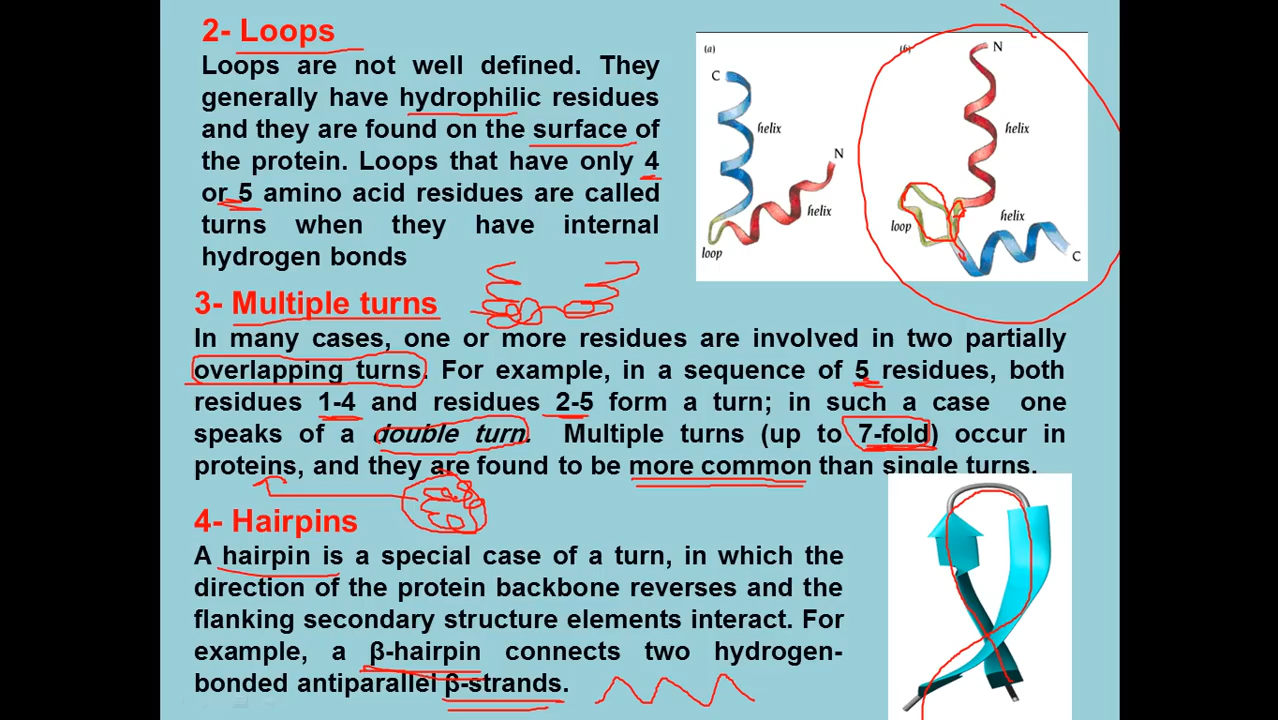 2- Loops
Loops are not well defined. They
generally have hydrophilic residues
and they are found on the surface of
the protein. Loops that have only 4
or 5 amino acid residues are called
turns when they have internal
hydrogen bonds
(a)
C
helix
N
helix
loop
(b)
N
helix
helix
loop
C
3- Multiple turns
In many cases, one or more residues are involved in two partially
overlapping turns. For example, in a sequence of 5 residues, both
residues 1-4 and residues 2-5 form a turn; in such a case one
speaks of a double turn. Multiple turns (up to 7-fold) occur in
proteins, and they are found to be more common than single turns.
4- Hairpins
A hairpin is a special case of a turn, in which the
direction of the protein backbone reverses and the
flanking secondary structure elements interact. For
example, a β-hairpin connects two hydrogen-
bonded antiparallel β-strands.